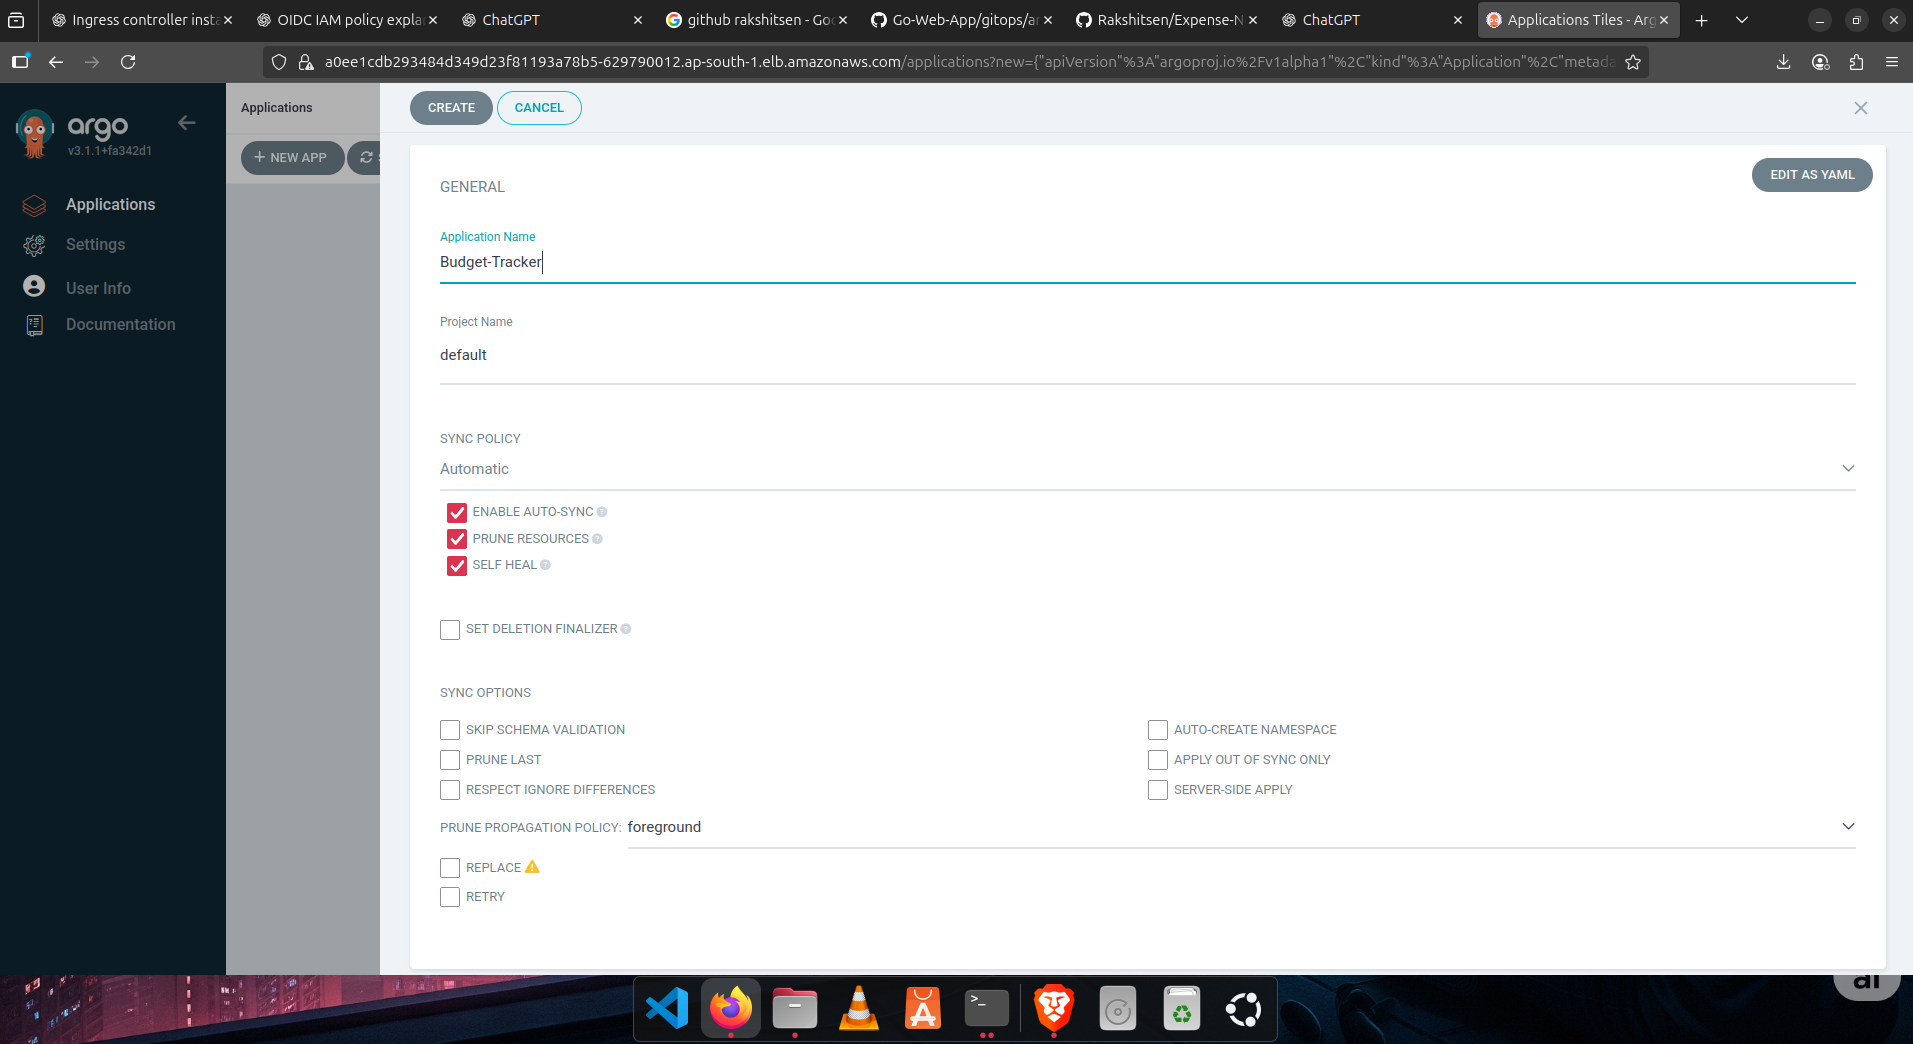 Ingress controller insta
OIDC IAM policy expla
ChatGPT
github rakshitsen - Goo
Go-Web-App/gitops/ar
Rakshitsen/Expense-N
ChatGPT
Applications Tiles - Arg
a0ee1cdb293484d349d23f81193a78b5-629790012.ap-south-1.elb.amazonaws.com/applications?new={"apiVersion"%3A"argoproj.io%2Fv1alpha1"%2C"kind"%3A"Application"%2C"metada
argo
v3.1.1+fa342d1
Applications
Settings
User Info
Documentation
Applications
+ NEW APP
S
CREATE
CANCEL
GENERAL
EDIT AS YAML
Application Name
Budget-Tracker
Project Name
default
SYNC POLICY
Automatic
ENABLE AUTO-SYNC
PRUNE RESOURCES
SELF HEAL
SET DELETION FINALIZER
SYNC OPTIONS
SKIP SCHEMA VALIDATION
AUTO-CREATE NAMESPACE
PRUNE LAST
APPLY OUT OF SYNC ONLY
RESPECT IGNORE DIFFERENCES
SERVER-SIDE APPLY
PRUNE PROPAGATION POLICY: foreground
REPLACE
RETRY
ai